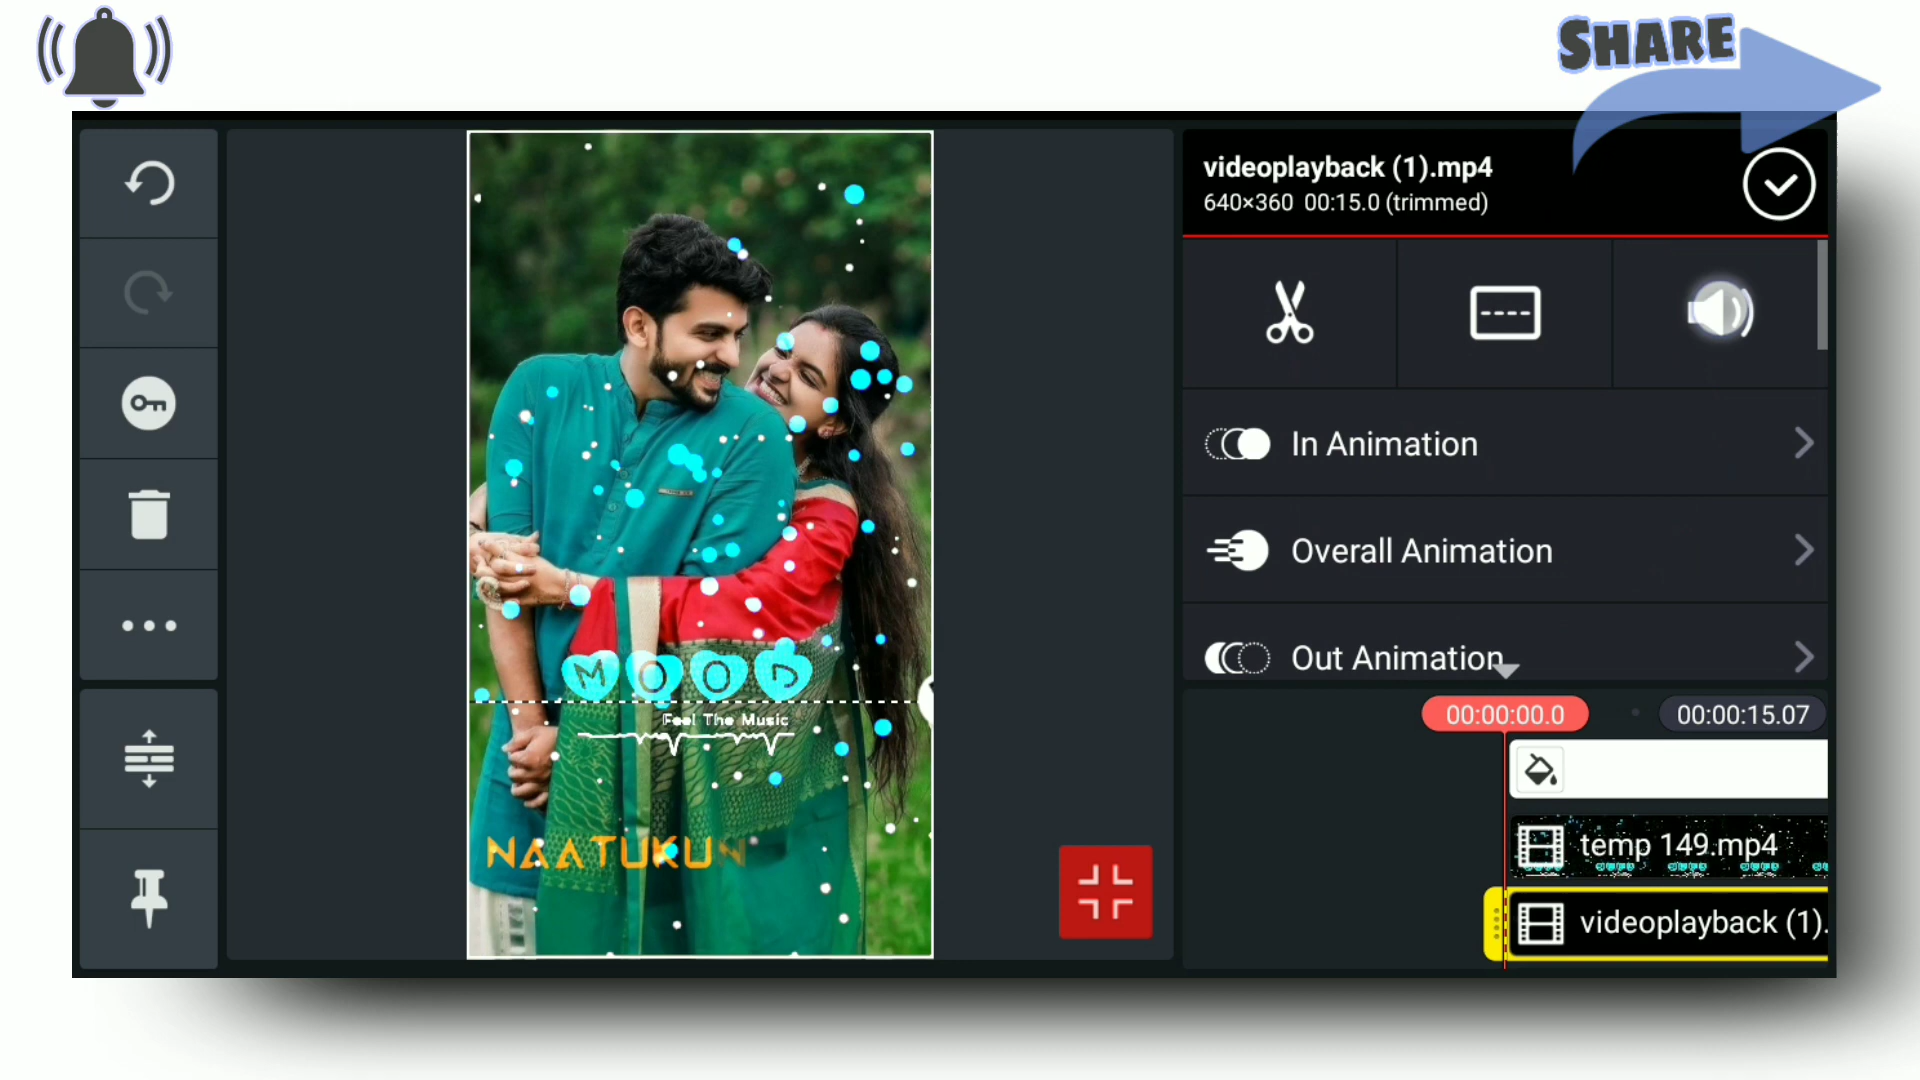 SHARE
videoplayback (1).mp4
640×360 00:15.0 (trimmed)
In Animation
Overall Animation
Out Animation
MOOD
Feel The Music
NAATUKUN
00:00:00.0
00:00:15.07
temp 149.mp4
videoplayback (1).